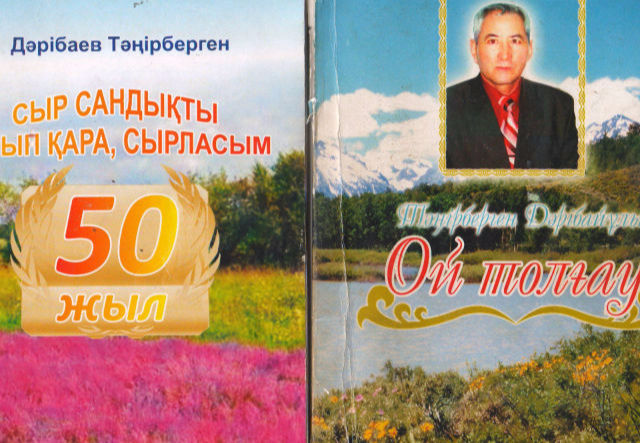 Дәрібаев Тәңірберген
СЫР САНДЫҚТЫ
ЫП ҚАРА, СЫРЛАСЫМ
50
жыл
Тәңірберген Дәрібайұлы
Ой толғау